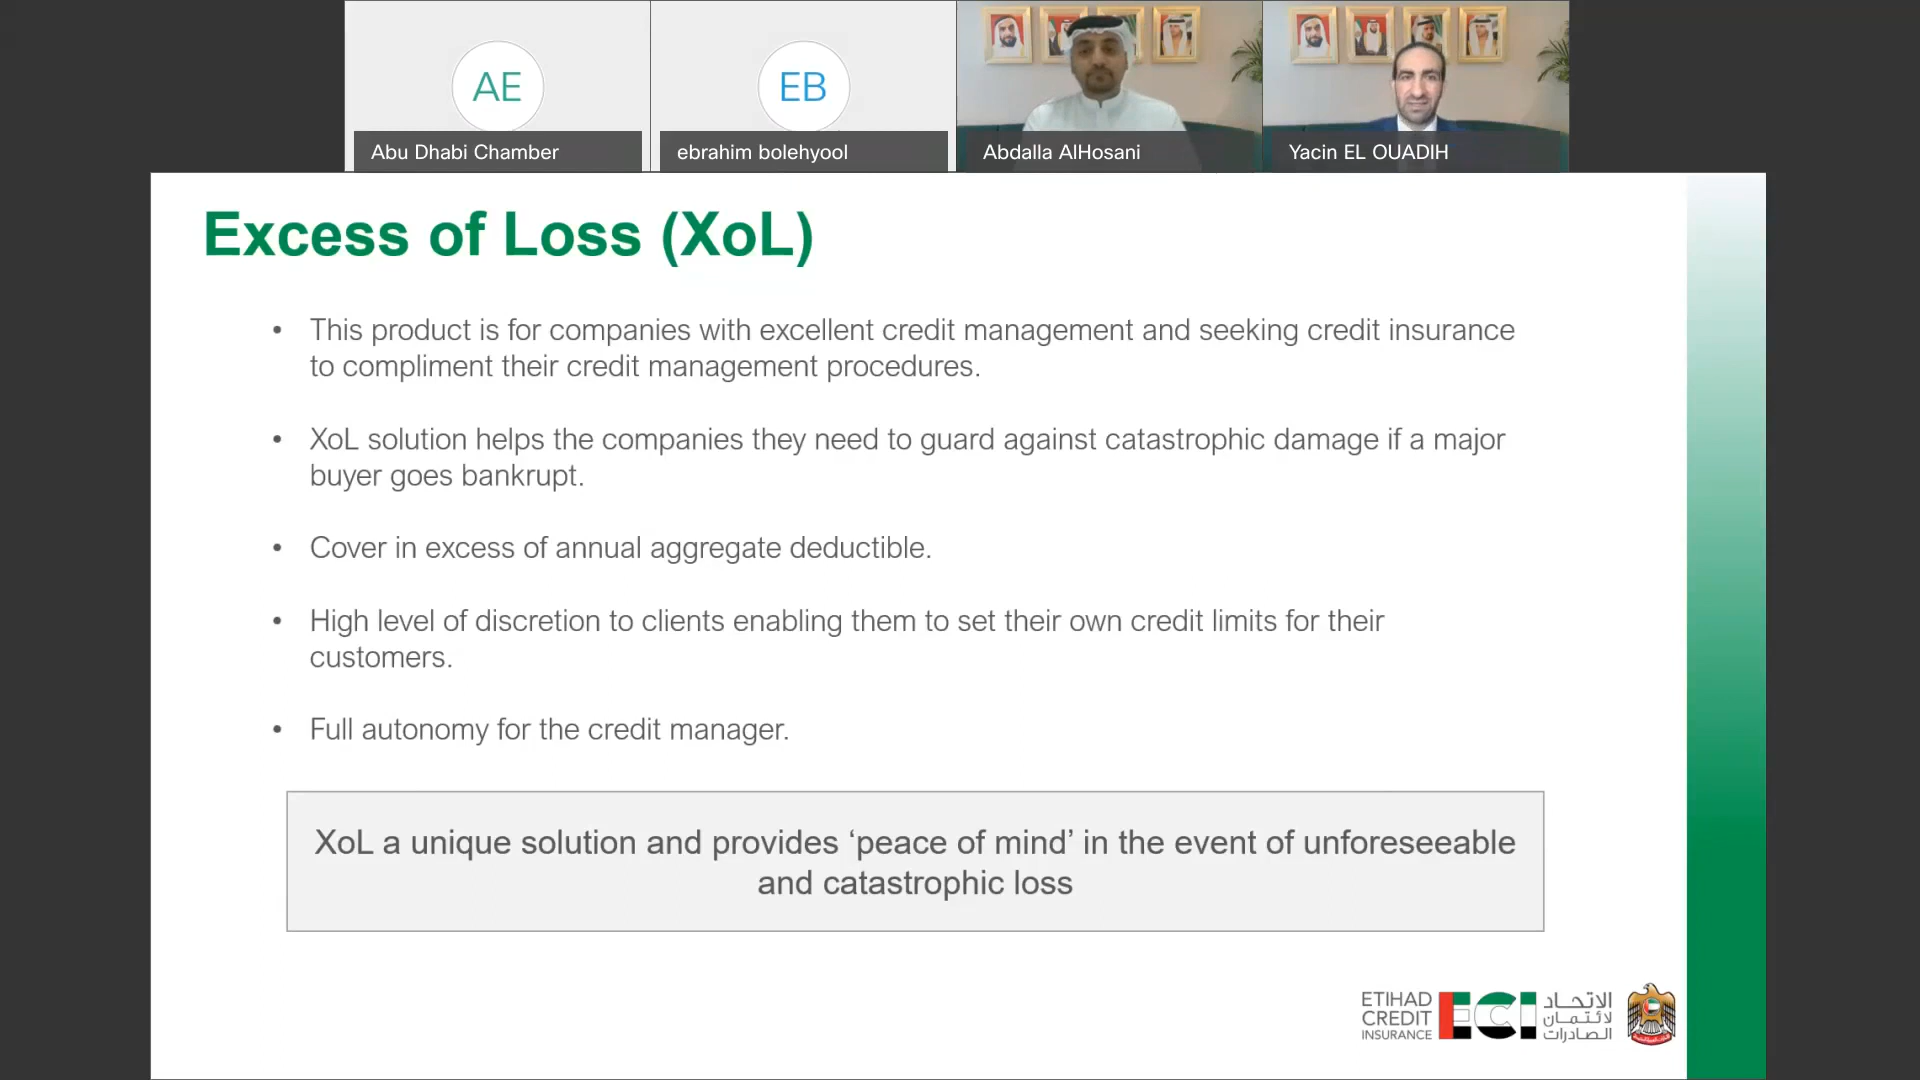 AE
EB
Abu Dhabi Chamber
ebrahim bolehyool
Abdalla AlHosani
Yacin EL OUADIH
Excess of Loss (XoL)
• This product is for companies with excellent credit management and seeking credit insurance
to compliment their credit management procedures.
• XoL solution helps the companies they need to guard against catastrophic damage if a major
buyer goes bankrupt.
• Cover in excess of annual aggregate deductible.
• High level of discretion to clients enabling them to set their own credit limits for their
customers.
• Full autonomy for the credit manager.
XoL a unique solution and provides ‘peace of mind’ in the event of unforeseeable
and catastrophic loss
ETIHAD
CREDIT
INSURANCE
ECI
الاتحاد
لائتمان
الصادرات